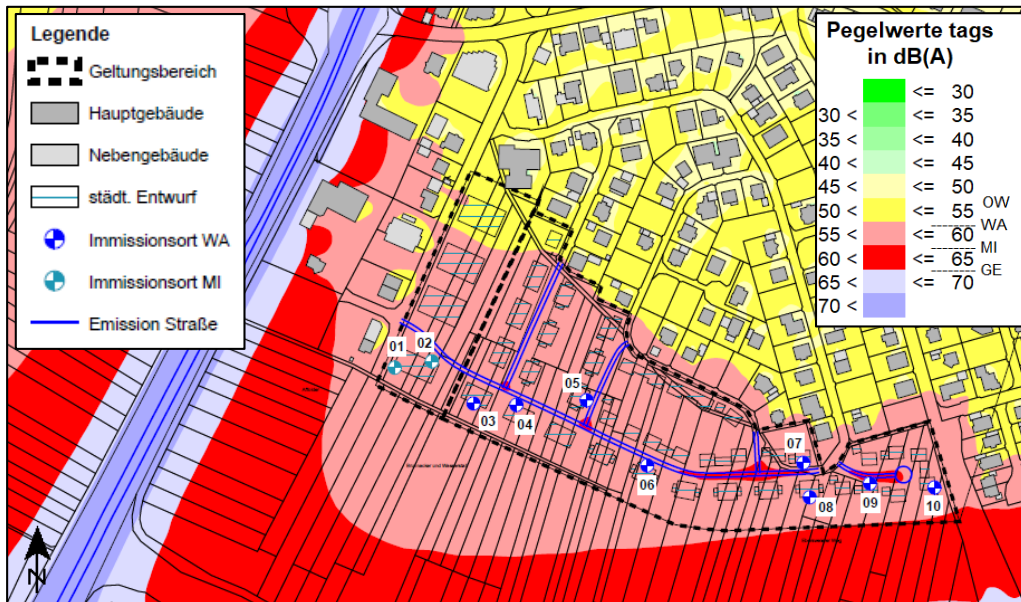 Legende
Geltungsbereich
Hauptgebäude
Nebengebäude
städt. Entwurf
Immissionsort WA
Immissionsort MI
Emission Straße
Pegelwerte tags
in dB(A)
<= 30
30 < <= 35
35 < <= 40
40 < <= 45
45 < <= 50
OW
50 < <= 55
WA
55 < <= 60
MI
60 < <= 65
GE
65 < <= 70
70 <
01
02
03
04
05
06
07
08
09
10
N